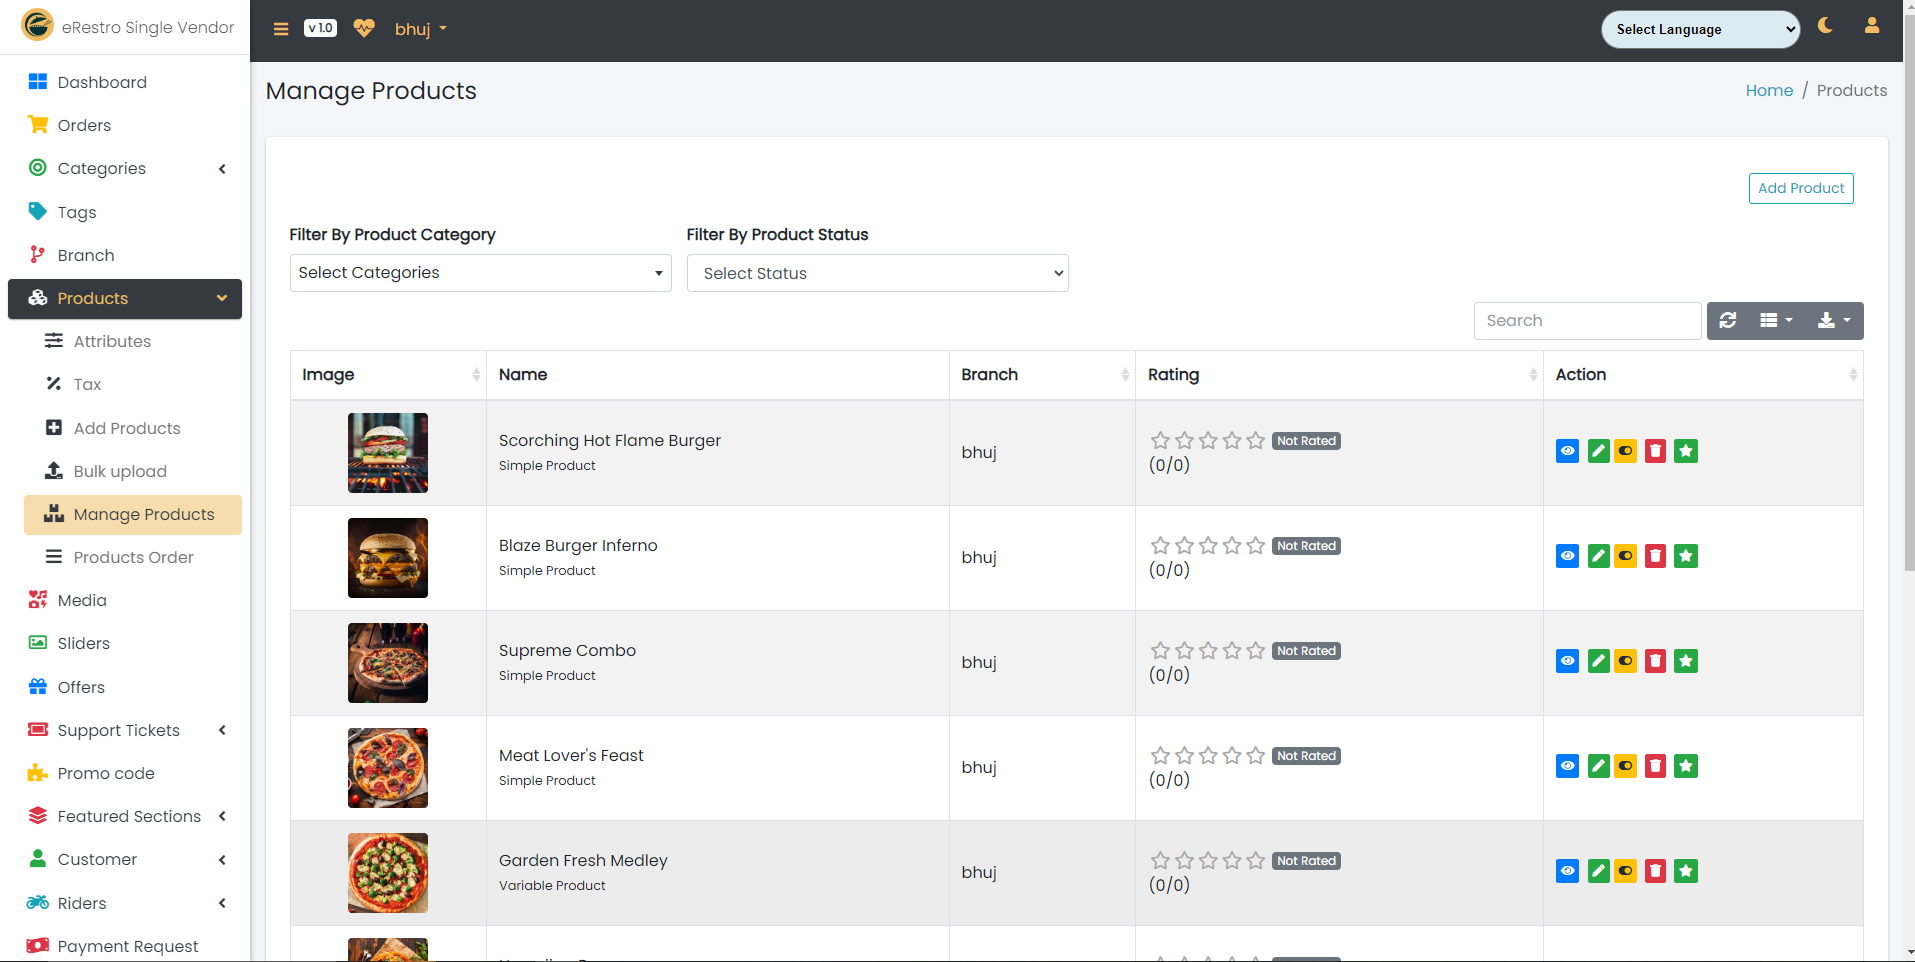 eRestro Single Vendor
v 1.0
bhuj
Select Language
Dashboard
Orders
Categories
Tags
Branch
Products
Attributes
Tax
Add Products
Bulk upload
Manage Products
Products Order
Media
Sliders
Offers
Support Tickets
Promo code
Featured Sections
Customer
Riders
Payment Request
Manage Products
Home / Products
Add Product
Filter By Product Category
Filter By Product Status
Select Categories
Select Status
Search
Image Name Branch Rating Action
Scorching Hot Flame Burger
Simple Product
bhuj
Not Rated
(0/0)
Blaze Burger Inferno
Simple Product
bhuj
Not Rated
(0/0)
Supreme Combo
Simple Product
bhuj
Not Rated
(0/0)
Meat Lover's Feast
Simple Product
bhuj
Not Rated
(0/0)
Garden Fresh Medley
Variable Product
bhuj
Not Rated
(0/0)